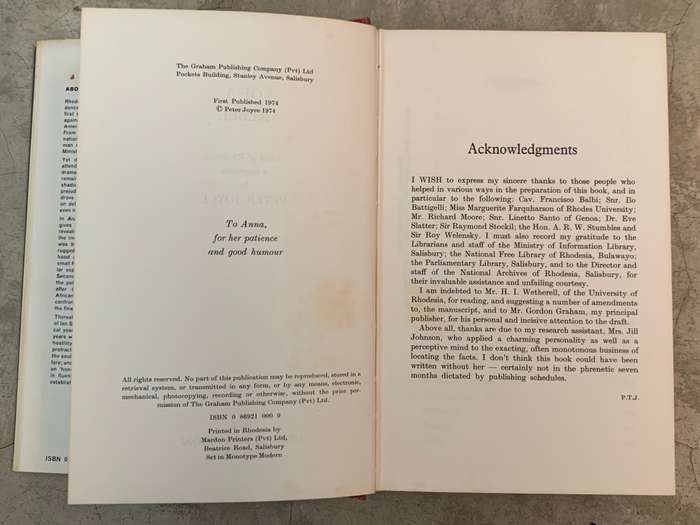 ABO
Rhode
The Graham Publishing Company (Pvt) Ltd
Pockets Building, Stanley Avenue, Salisbury
First Published 1974
© Peter Joyce 1974
To Anna,
for her patience
and good humour
All rights reserved. No part of this publication may be reproduced, stored in a
retrieval system, or transmitted in any form, or by any means, electronic,
mechanical, photocopying, recording or otherwise, without the prior per-
mission of The Graham Publishing Company (Pvt) Ltd.
ISBN 0 86921 000 9
Printed in Rhodesia by
Mardon Printers (Pvt) Ltd,
Beatrice Road, Salisbury
Set in Monotype Modern
ISBN 0
Acknowledgments
I WISH to express my sincere thanks to those people who
helped in various ways in the preparation of this book, and in
particular to the following: Cav. Francisco Balbi; Snr. Ilo
Battigelli; Miss Marguerite Farquharson of Rhodes University;
Mr. Richard Moore; Snr. Linetto Santo of Genoa; Dr. Eve
Slatter; Sir Raymond Stockil; the Hon. A. R. W. Stumbles and
Sir Roy Welensky. I must also record my gratitude to the
Librarians and staff of the Ministry of Information Library,
Salisbury; the National Free Library of Rhodesia, Bulawayo;
the Parliamentary Library, Salisbury, and to the Director and
staff of the National Archives of Rhodesia, Salisbury, for
their invaluable assistance and unfailing courtesy.
I am indebted to Mr. H. I. Wetherell, of the University of
Rhodesia, for reading, and suggesting a number of amendments
to, the manuscript, and to Mr. Gordon Graham, my principal
publisher, for his personal and incisive attention to the draft.
Above all, thanks are due to my research assistant, Mrs. Jill
Johnson, who applied a charming personality as well as a
perceptive mind to the exacting, often monotonous business of
locating the facts. I don't think this book could have been
written without her — certainly not in the phrenetic seven
months dictated by publishing schedules.
P.T.J.